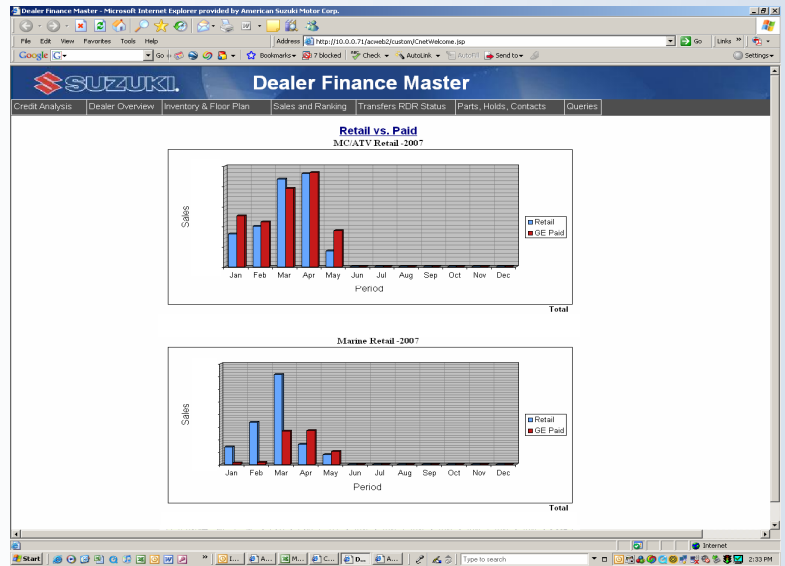 Dealer Finance Master - Microsoft Internet Explorer provided by American Suzuki Motor Corp.
File Edit View Favorites Tools Help
Address http://10.0.0.71/acweb2/custom/CnetWelcome.jsp
Go Links »
Google G Go Bookmarks 7 blocked Check AutoLink AutoFill Send to Settings
SUZUKI. Dealer Finance Master
Credit Analysis Dealer Overview Inventory & Floor Plan Sales and Ranking Transfers RDR Status Parts, Holds, Contacts Queries
Retail vs. Paid
MC/ATV Retail -2007
Sales
Retail
GE Paid
Jan Feb Mar Apr May Jun Jul Aug Sep Oct Nov Dec
Period
Total
Marine Retail -2007
Sales
Retail
GE Paid
Jan Feb Mar Apr May Jun Jul Aug Sep Oct Nov Dec
Period
Total
Internet
Start » I... A... M... C... D... A... Type to search 2:33 PM